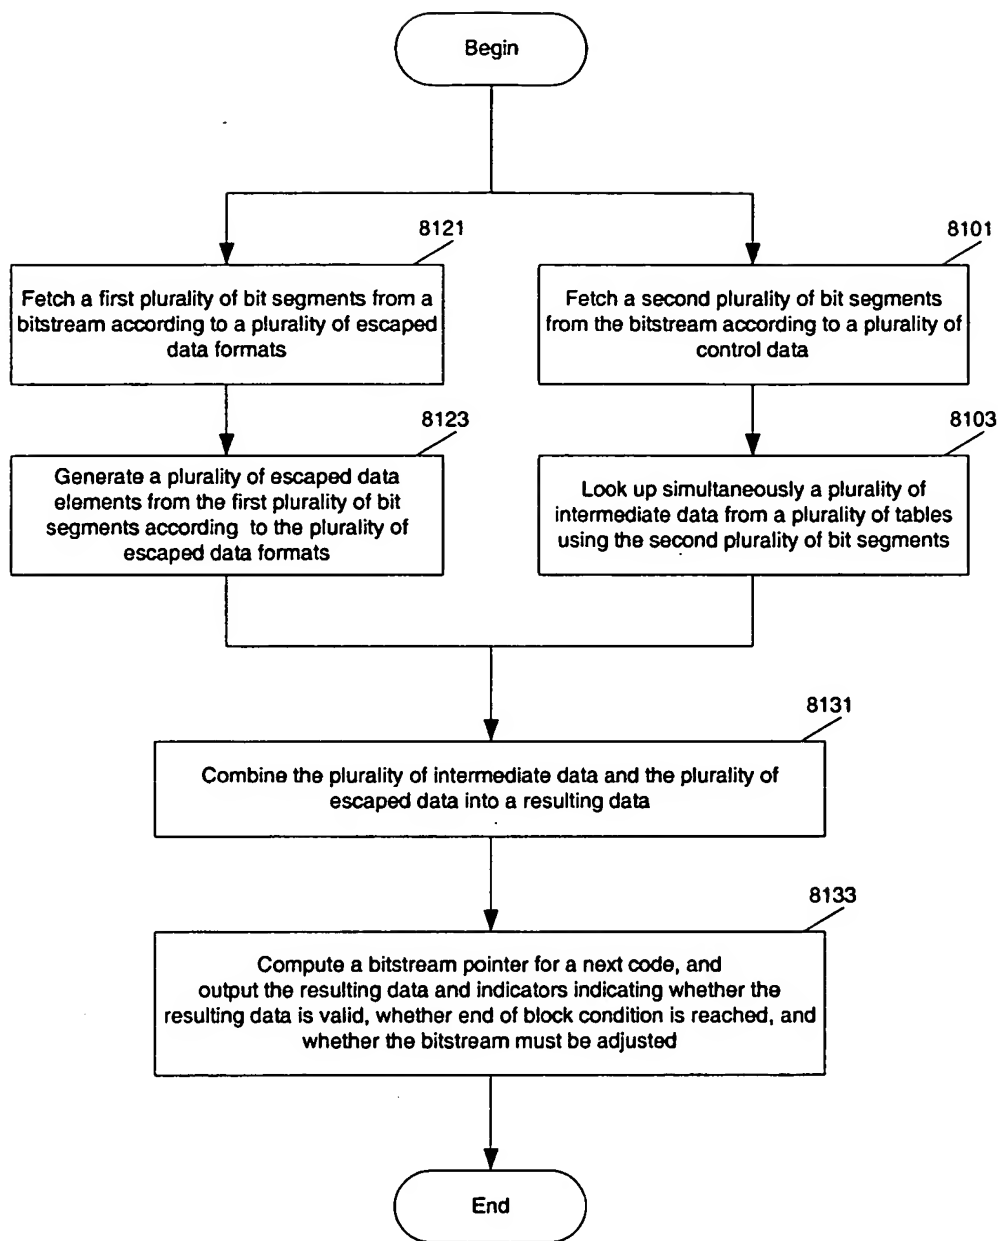 Begin
8121
Fetch a first plurality of bit segments from a
bitstream according to a plurality of escaped
data formats
8101
Fetch a second plurality of bit segments
from the bitstream according to a plurality of
control data
8123
Generate a plurality of escaped data
elements from the first plurality of bit
segments according to the plurality of
escaped data formats
8103
Look up simultaneously a plurality of
intermediate data from a plurality of tables
using the second plurality of bit segments
8131
Combine the plurality of intermediate data and the plurality of
escaped data into a resulting data
8133
Compute a bitstream pointer for a next code, and
output the resulting data and indicators indicating whether the
resulting data is valid, whether end of block condition is reached, and
whether the bitstream must be adjusted
End